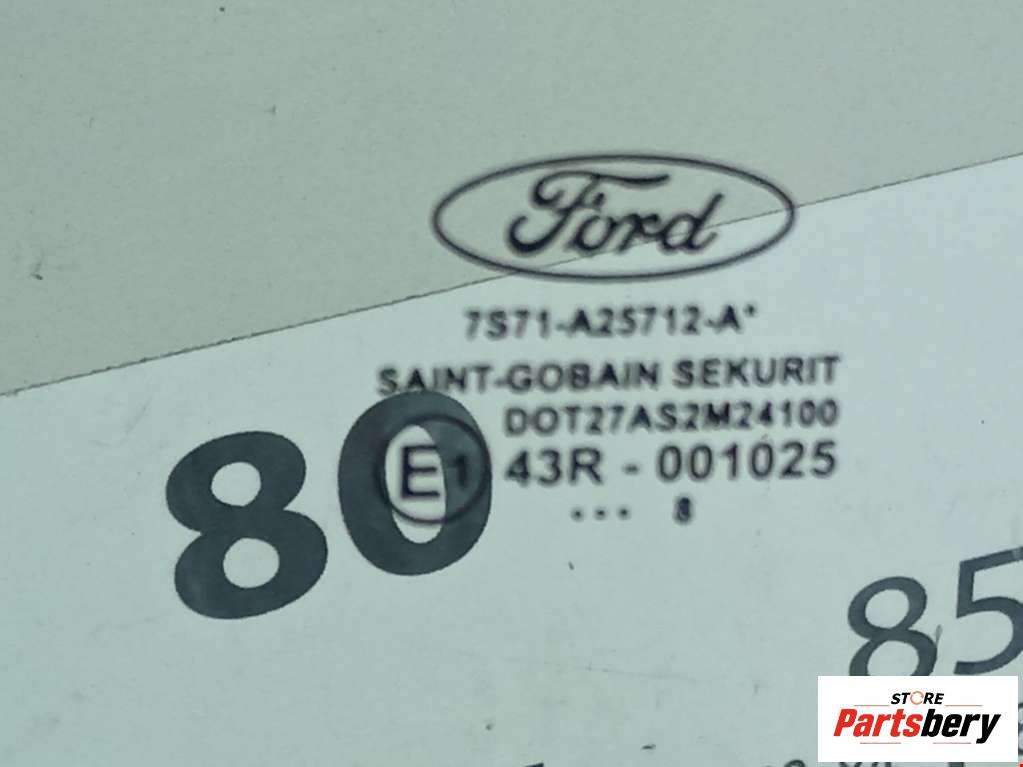 Ford
7S71-A25712-A*
SAINT-GOBAIN SEKURIT
DOT27AS2M24100
E1 43R - 001025
... 8
80
85
STORE
Partsbery